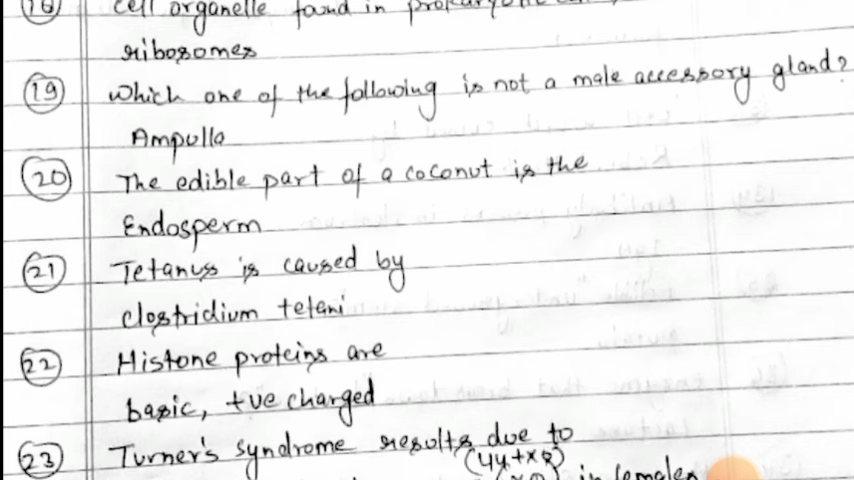 18 cell organelle found in prokaryotic
ribosomes
19 Which one of the following is not a male accessory gland?
Ampulla
20 The edible part of a coconut is the
Endosperm
21 Tetanus is caused by
clostridium tetani
22 Histone proteins are
basic, +ve charged
23 Turner's syndrome results due to
(44+X0)
in females